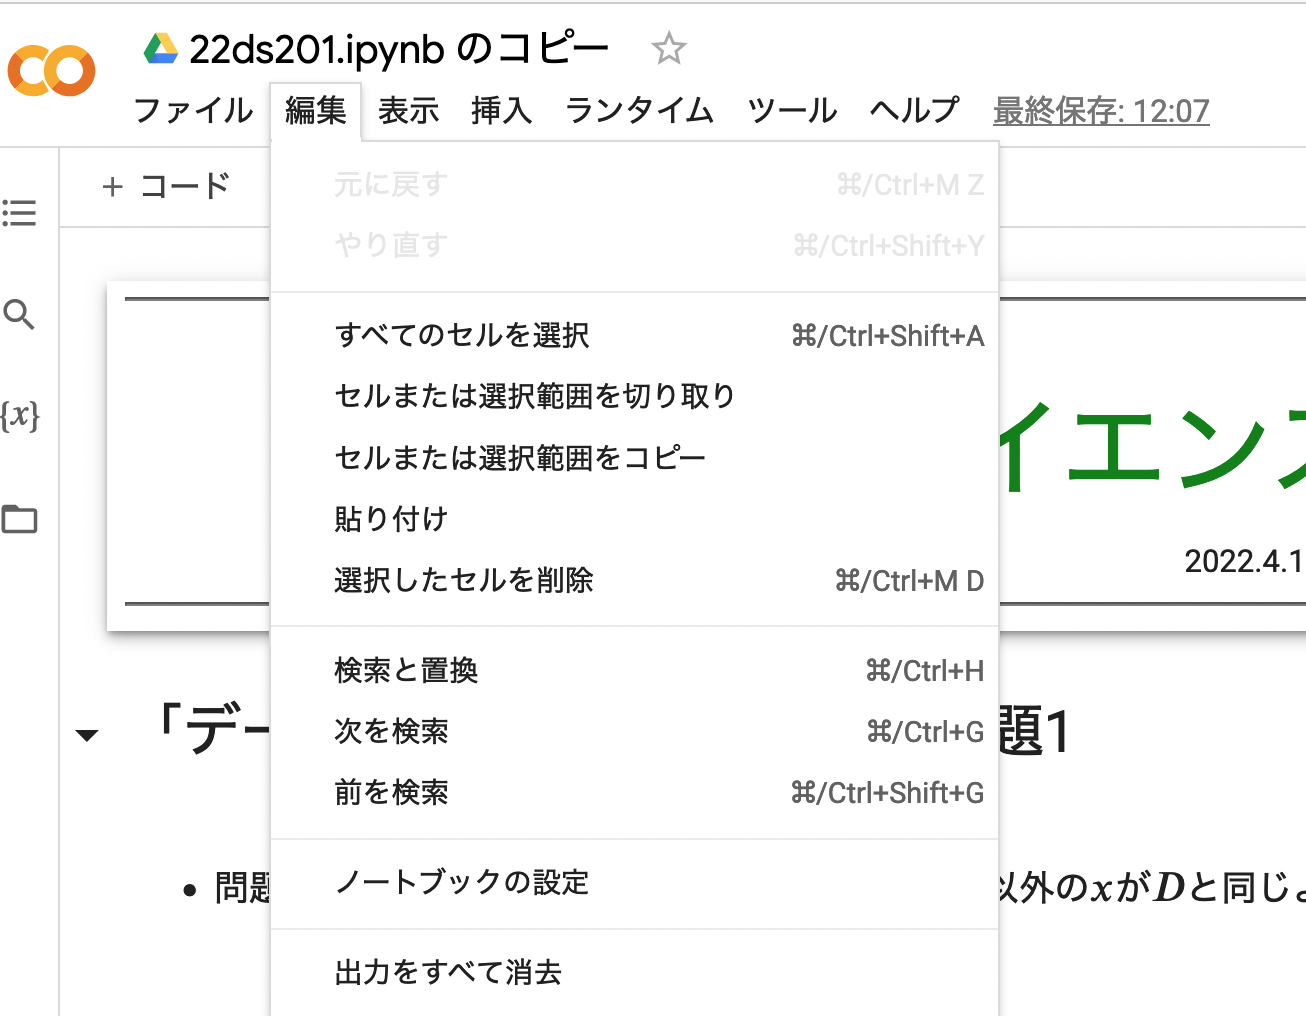 22ds201.ipynb のコピー
ファイル 編集 表示 挿入 ランタイム ツール ヘルプ 最終保存: 12:07
+ コード
元に戻す ⌘/Ctrl+M Z
やり直す ⌘/Ctrl+Shift+Y
すべてのセルを選択 ⌘/Ctrl+Shift+A
{x}
セルまたは選択範囲を切り取り
セルまたは選択範囲をコピー
イエンス
貼り付け
2022.4.1
選択したセルを削除 ⌘/Ctrl+M D
検索と置換 ⌘/Ctrl+H
次を検索 ⌘/Ctrl+G
「デー 題1
前を検索 ⌘/Ctrl+Shift+G
ノートブックの設定
• 問題 以外のxがDと同じよ
出力をすべて消去